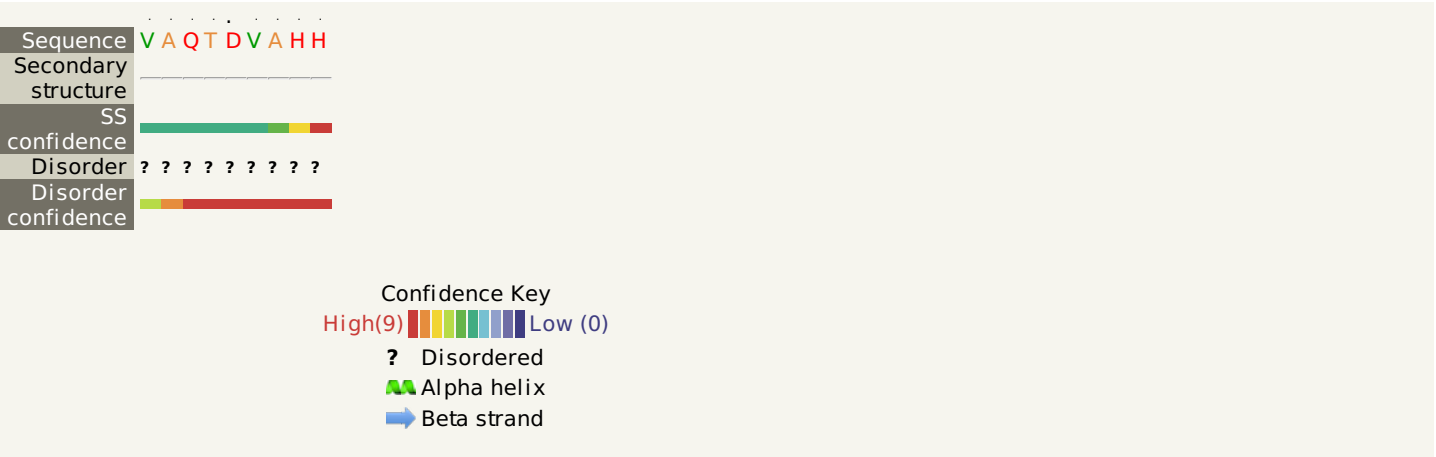 Sequence V A Q T D V A H H
Secondary
structure
SS
confidence
Disorder ? ? ? ? ? ? ? ? ?
Disorder
confidence
Confidence Key
High(9) Low (0)
? Disordered
Alpha helix
Beta strand